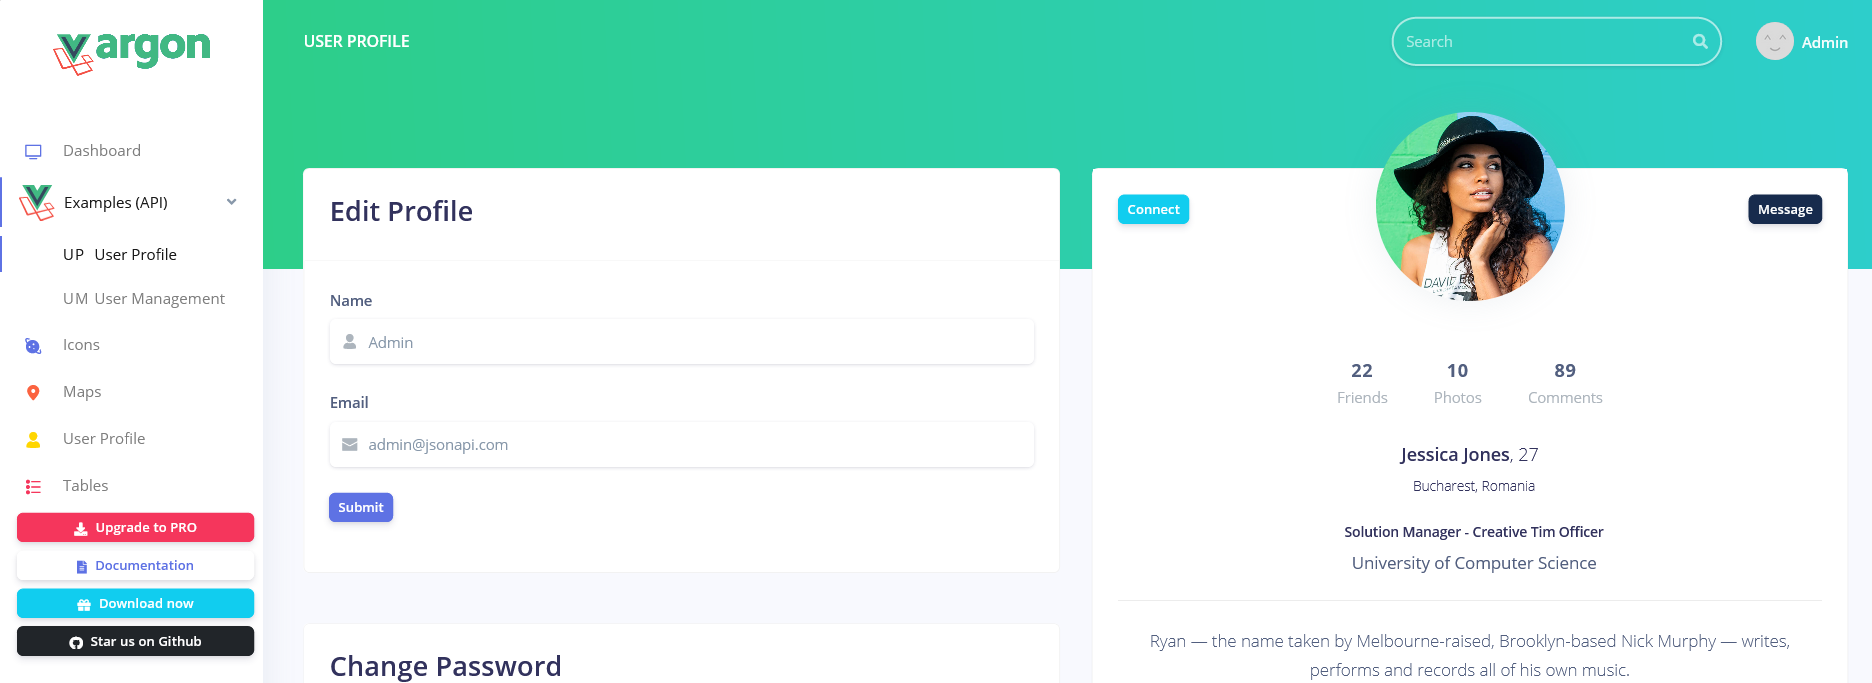 argon
USER PROFILE
Search
Admin
Dashboard
Examples (API)
UP User Profile
UM User Management
Icons
Maps
User Profile
Tables
Upgrade to PRO
Documentation
Download now
Star us on Github
Edit Profile
Name
Admin
Email
admin@jsonapi.com
Submit
Change Password
Connect
Message
DAVID
22 10 89
Friends Photos Comments
Jessica Jones, 27
Bucharest, Romania
Solution Manager - Creative Tim Officer
University of Computer Science
Ryan — the name taken by Melbourne-raised, Brooklyn-based Nick Murphy — writes,
performs and records all of his own music.